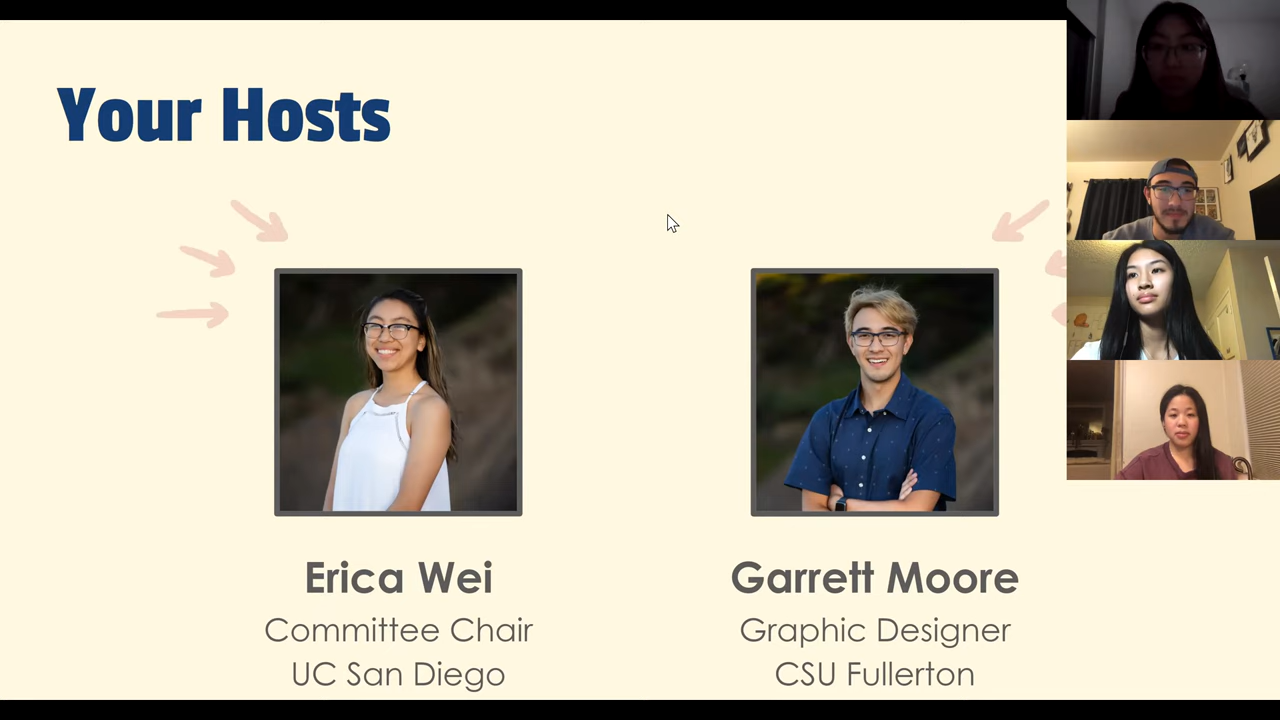 Your Hosts
Erica Wei
Committee Chair
UC San Diego
Garrett Moore
Graphic Designer
CSU Fullerton